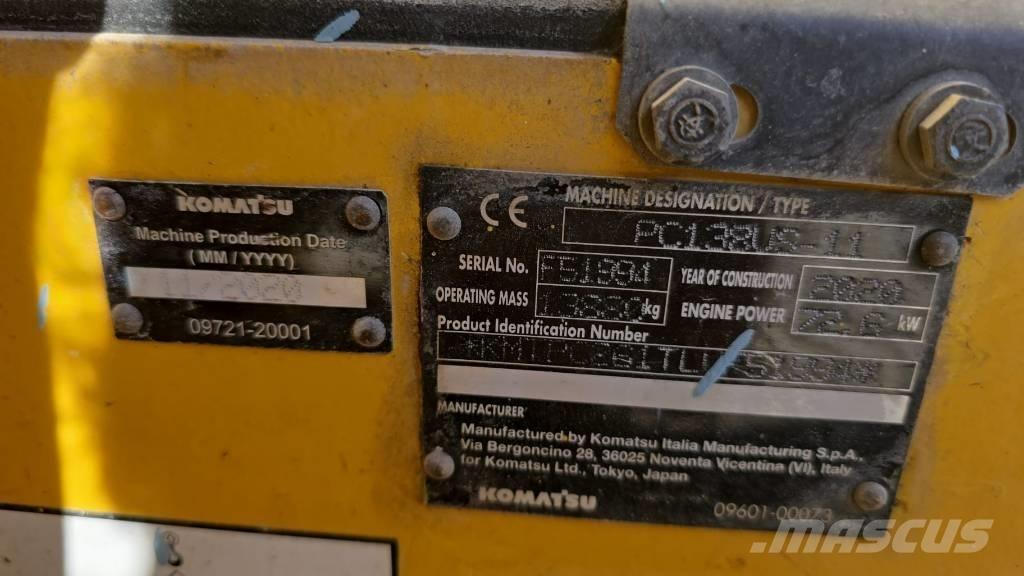 KOMATSU
Machine Production Date
(MM/YYYY)
11/2020
09721-20001
CE
MACHINE DESIGNATION / TYPE
PC138US-11
SERIAL No.
YEAR OF CONSTRUCTION 2020
OPERATING MASS kg
ENGINE POWER 72.6 kW
Product Identification Number
MANUFACTURER
Manufactured by Komatsu Italia Manufacturing S.p.A.
Via Bergoncino 28, 36025 Noventa Vicentina (VI), Italy
for Komatsu Ltd., Tokyo, Japan
KOMATSU
09601-00073
MASCUS